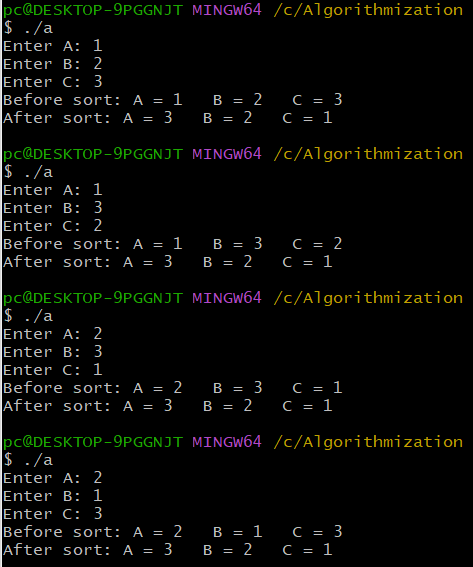 pc@DESKTOP-9PGGNJT MINGW64 /c/Algorithmization
$ ./a
Enter A: 1
Enter B: 2
Enter C: 3
Before sort: A = 1   B = 2   C = 3
After sort: A = 3   B = 2   C = 1

pc@DESKTOP-9PGGNJT MINGW64 /c/Algorithmization
$ ./a
Enter A: 1
Enter B: 3
Enter C: 2
Before sort: A = 1   B = 3   C = 2
After sort: A = 3   B = 2   C = 1

pc@DESKTOP-9PGGNJT MINGW64 /c/Algorithmization
$ ./a
Enter A: 2
Enter B: 3
Enter C: 1
Before sort: A = 2   B = 3   C = 1
After sort: A = 3   B = 2   C = 1

pc@DESKTOP-9PGGNJT MINGW64 /c/Algorithmization
$ ./a
Enter A: 2
Enter B: 1
Enter C: 3
Before sort: A = 2   B = 1   C = 3
After sort: A = 3   B = 2   C = 1